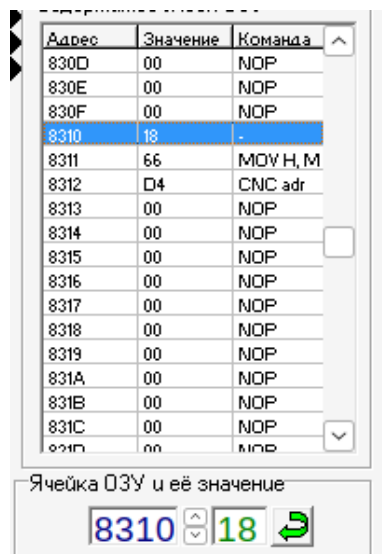 Адрес Значение Команда
830D 00 NOP
830E 00 NOP
830F 00 NOP
8310 18 -
8311 66 MOV H, M
8312 D4 CNC adr
8313 00 NOP
8314 00 NOP
8315 00 NOP
8316 00 NOP
8317 00 NOP
8318 00 NOP
8319 00 NOP
831A 00 NOP
831B 00 NOP
831C 00 NOP
831D 00 NOP
Ячейка ОЗУ и её значение
8310 18